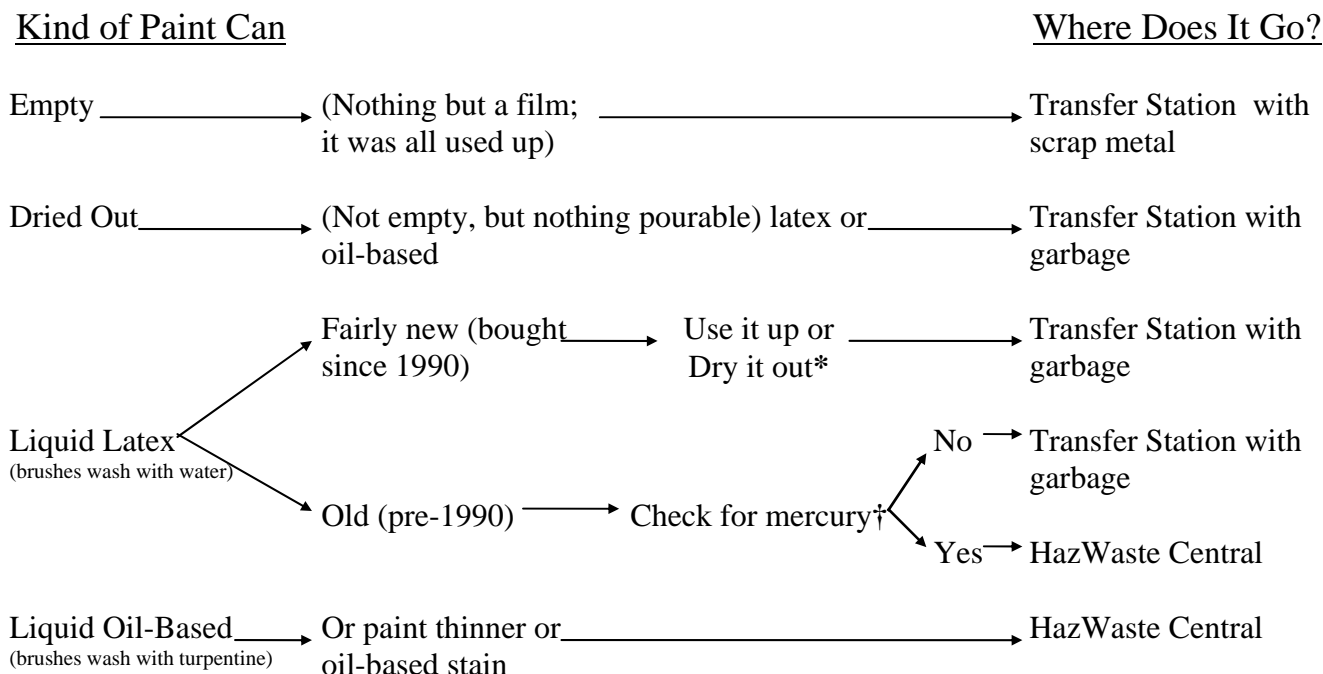 Kind of Paint Can Where Does It Go?
Empty (Nothing but a film; Transfer Station with
it was all used up) scrap metal
Dried Out (Not empty, but nothing pourable) latex or Transfer Station with
oil-based garbage
Fairly new (bought Use it up or Transfer Station with
since 1990) Dry it out* garbage
Liquid Latex No Transfer Station with
(brushes wash with water) garbage
Old (pre-1990) Check for mercury†
Yes HazWaste Central
Liquid Oil-Based Or paint thinner or HazWaste Central
(brushes wash with turpentine) oil-based stain